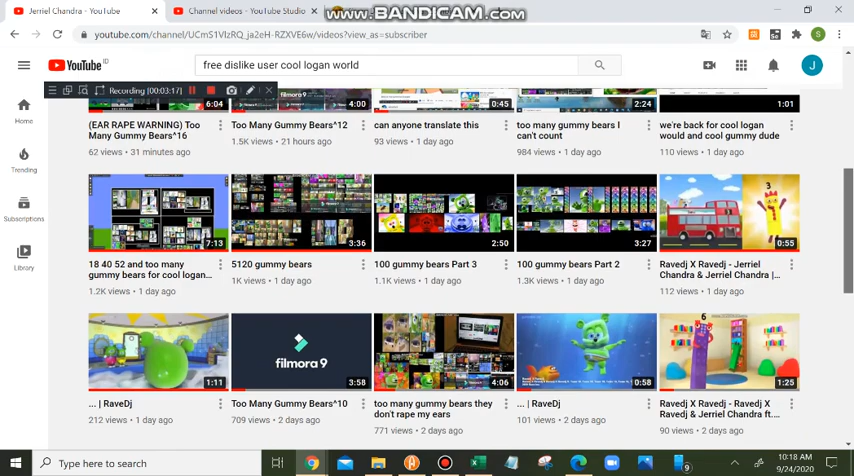 Jerriel Chandra - YouTube
Channel videos - YouTube Studio
www.BANDICAM.com
youtube.com/channel/UCmS1VIzRQ_ja2eH-RZXVE6w/videos?view_as=subscriber
YouTube ID
free dislike user cool logan world
J
Recording [00:03:17]
Home
Trending
Subscriptions
Library
6:04
4:00
0:45
2:24
1:01
(EAR RAPE WARNING) Too
Many Gummy Bears^16
62 views • 31 minutes ago
Too Many Gummy Bears^12
1.5K views • 21 hours ago
can anyone translate this
93 views • 1 day ago
too many gummy bears I
can't count
984 views • 1 day ago
we're back for cool logan
would and cool gummy dude
110 views • 1 day ago
7:13
3:36
2:50
3:27
3
0:55
18 40 52 and too many
gummy bears for cool logan...
1.2K views • 1 day ago
5120 gummy bears
1K views • 1 day ago
100 gummy bears Part 3
1.1K views • 1 day ago
100 gummy bears Part 2
1.3K views • 1 day ago
Ravedj X Ravedj - Jerriel
Chandra & Jerriel Chandra |...
112 views • 1 day ago
1:11
filmora 9
3:58
4:06
0:58
6
1:25
... | RaveDj
212 views • 1 day ago
Too Many Gummy Bears^10
709 views • 2 days ago
too many gummy bears they
don't rape my ears
771 views • 2 days ago
... | RaveDj
101 views • 2 days ago
Ravedj X Ravedj - Ravedj X
Ravedj & Jerriel Chandra ft....
90 views • 2 days ago
Type here to search
9
10:18 AM
9/24/2020